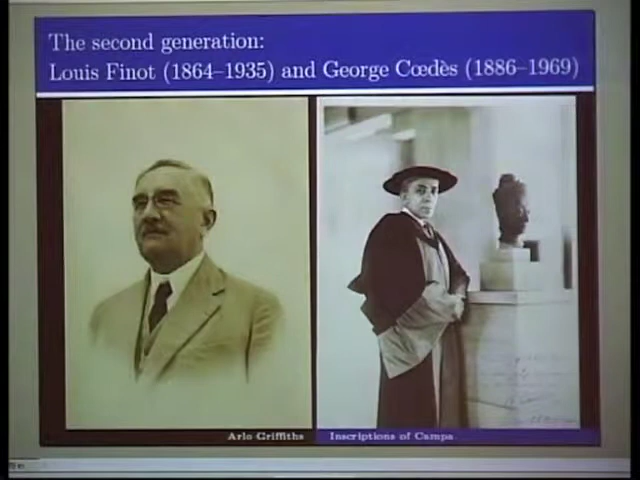 The second generation:
Louis Finot (1864–1935) and George Cœdès (1886–1969)
Arlo Griffiths
Inscriptions of Campa